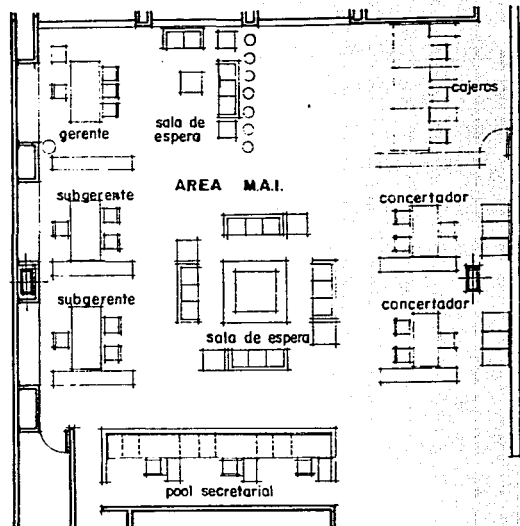 cajeros
gerente
sala de
espera
subgerente
AREA M.A.I.
concertador
subgerente
concertador
sala de espera
pool secretarial